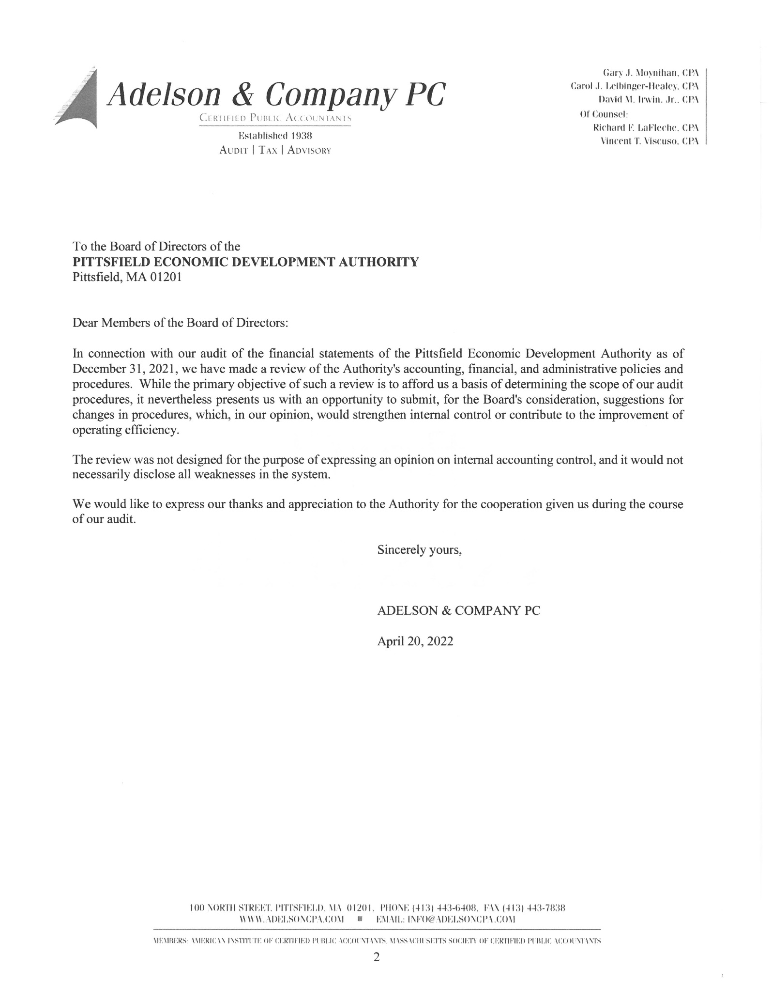 Adelson & Company PC
CERTIFIED PUBLIC ACCOUNTANTS
Established 1938
AUDIT | TAX | ADVISORY
Gary J. Moynihan, CPA
Carol J. Leibinger-Healey, CPA
David M. Irwin, Jr., CPA
Of Counsel:
Richard F. LaFleche, CPA
Vincent T. Viscuso, CPA
To the Board of Directors of the
PITTSFIELD ECONOMIC DEVELOPMENT AUTHORITY
Pittsfield, MA 01201
Dear Members of the Board of Directors:
In connection with our audit of the financial statements of the Pittsfield Economic Development Authority as of
December 31, 2021, we have made a review of the Authority's accounting, financial, and administrative policies and
procedures.  While the primary objective of such a review is to afford us a basis of determining the scope of our audit
procedures, it nevertheless presents us with an opportunity to submit, for the Board's consideration, suggestions for
changes in procedures, which, in our opinion, would strengthen internal control or contribute to the improvement of
operating efficiency.
The review was not designed for the purpose of expressing an opinion on internal accounting control, and it would not
necessarily disclose all weaknesses in the system.
We would like to express our thanks and appreciation to the Authority for the cooperation given us during the course
of our audit.
Sincerely yours,
ADELSON & COMPANY PC
April 20, 2022
100 NORTH STREET, PITTSFIELD, MA 01201, PHONE (413) 443-6408, FAX (413) 443-7838
WWW.ADELSONCPA.COM ■ EMAIL: INFO@ADELSONCPA.COM
MEMBERS: AMERICAN INSTITUTE OF CERTIFIED PUBLIC ACCOUNTANTS, MASSACHUSETTS SOCIETY OF CERTIFIED PUBLIC ACCOUNTANTS
2